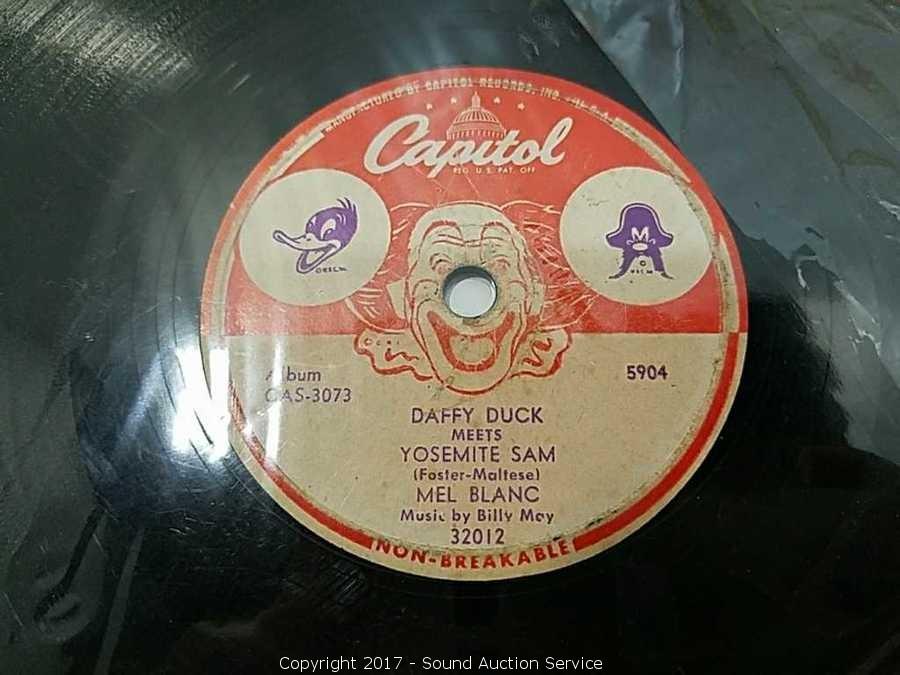 MANUFACTURED BY CAPITOL RECORDS, INC. U.S.A.
Capitol
REG. U.S. PAT. OFF
M
Album
CAS-3073
5904
DAFFY DUCK
MEETS
YOSEMITE SAM
(Foster-Maltese)
MEL BLANC
Music by Billy May
32012
NON-BREAKABLE
Copyright 2017 - Sound Auction Service